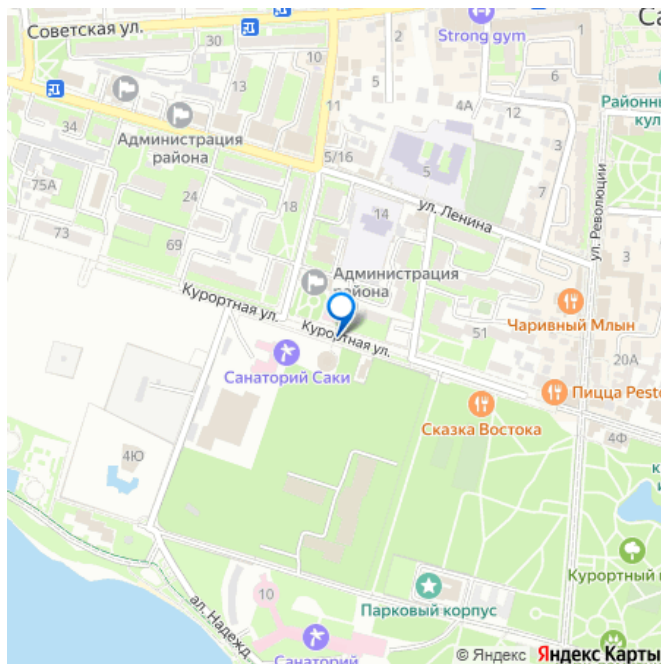 Советская ул.
30
10
Strong gym
Са
2
1
6
13
4А
12
Районны
кул
34
Администрация
района
11
5/16
5
7
75А
24
18
14
ул. Ленина
3
ул. Революции
73
69
Администрация
района
3
Курортная ул.
Курортная ул.
51
Чаривный Млын
20А
Санаторий Саки
Пицца Pesto
Сказка Востока
4Ф
4Ю
к
Курортный п
10
Парковый корпус
ал. Надежд
Санаторий
© Яндекс
Яндекс Карты